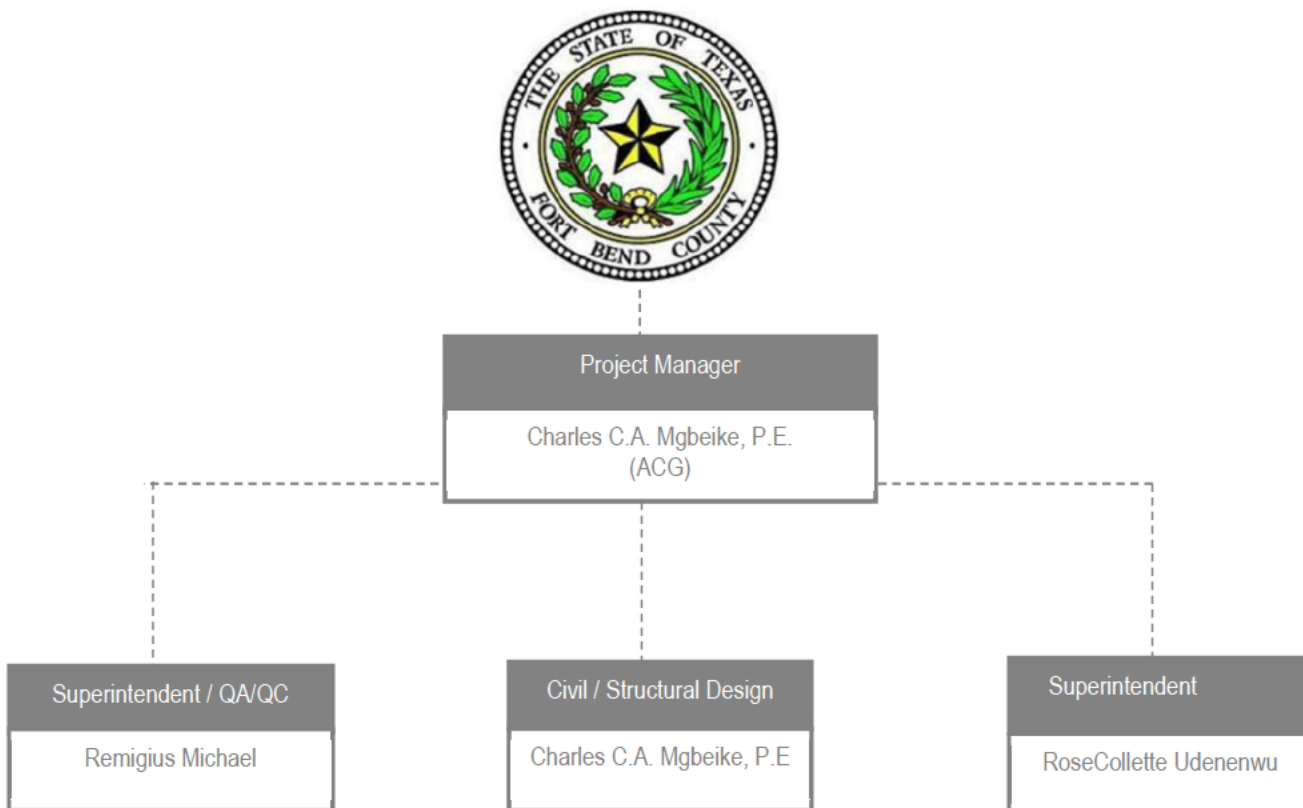 THE STATE OF TEXAS
FORT BEND COUNTY
Project Manager
Charles C.A. Mgbeike, P.E.
(ACG)
Superintendent / QA/QC
Civil / Structural Design
Superintendent
Remigius Michael
Charles C.A. Mgbeike, P.E
RoseCollette Udenenwu